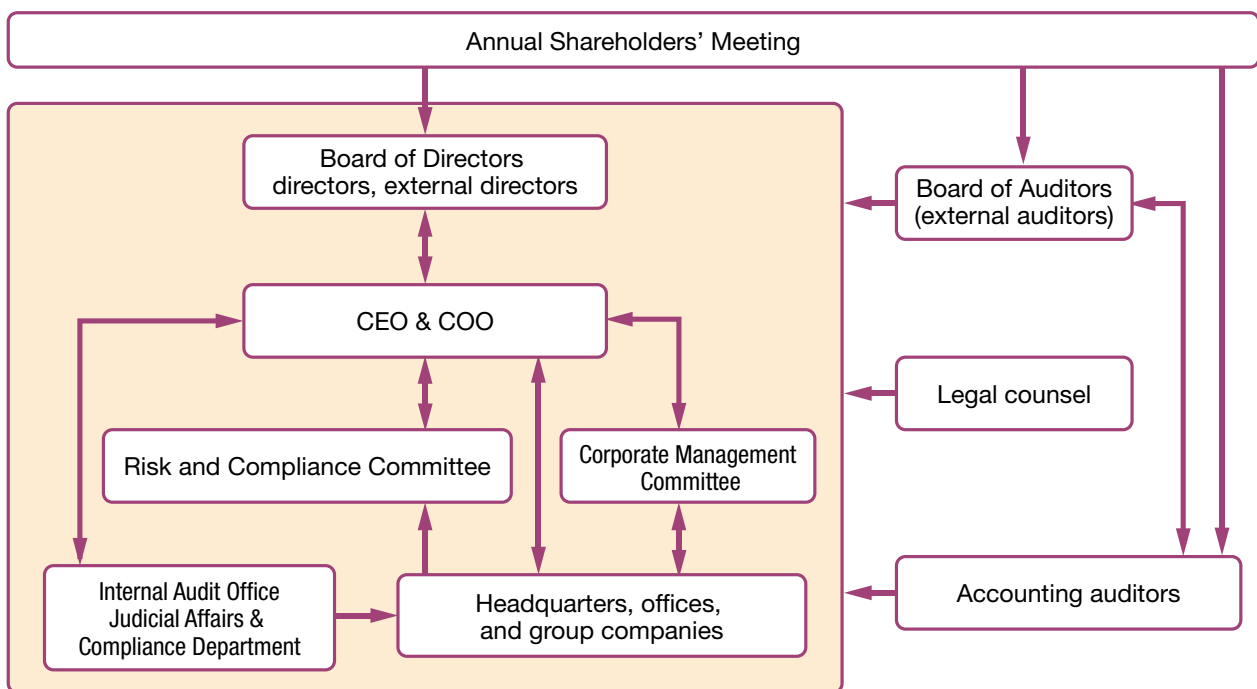 Annual Shareholders’ Meeting
Board of Directors
directors, external directors
Board of Auditors
(external auditors)
CEO & COO
Legal counsel
Risk and Compliance Committee
Corporate Management
Committee
Internal Audit Office
Judicial Affairs &
Compliance Department
Headquarters, offices,
and group companies
Accounting auditors